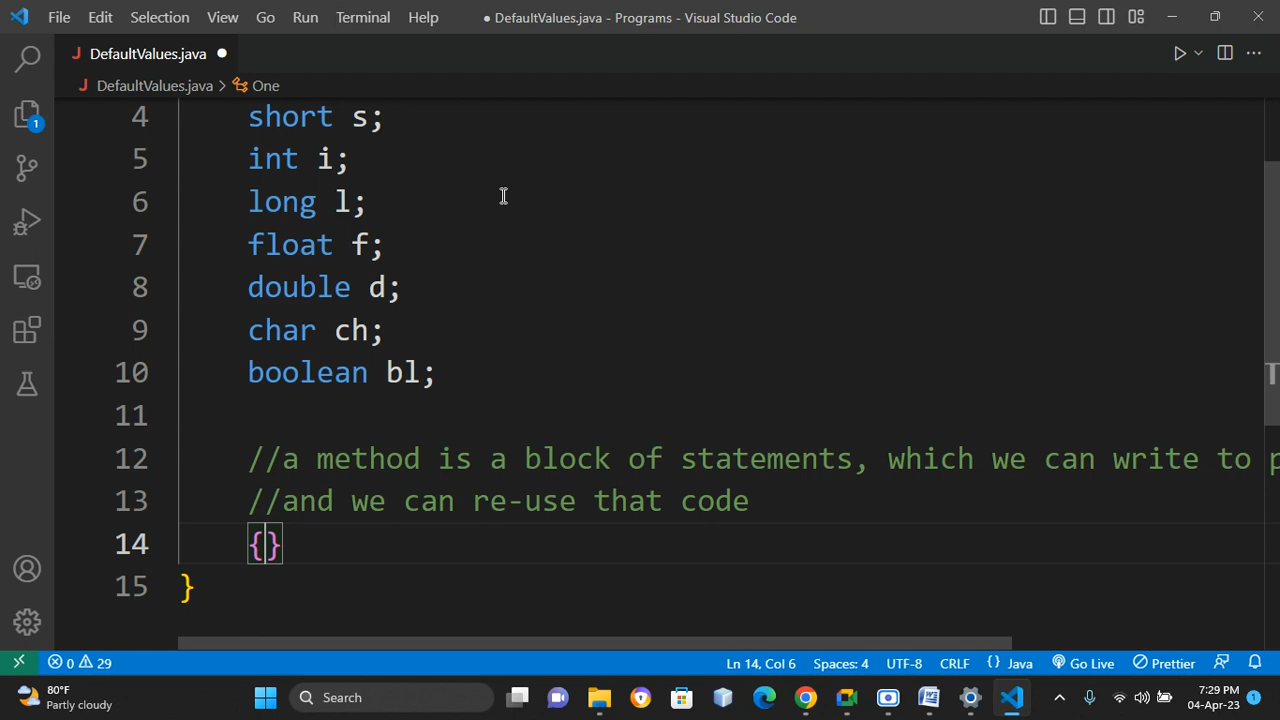 File Edit Selection View Go Run Terminal Help ● DefaultValues.java - Programs - Visual Studio Code
J DefaultValues.java ●
J DefaultValues.java > One
4 short s;
5 int i;
6 long l;
7 float f;
8 double d;
9 char ch;
10 boolean bl;
11
12 //a method is a block of statements, which we can write to
13 //and we can re-use that code
14 {}
15 }
1
0 29 Ln 14, Col 6 Spaces: 4 UTF-8 CRLF {} Java Go Live Prettier
80°F
Partly cloudy
Search
7:29 PM
04-Apr-23
1